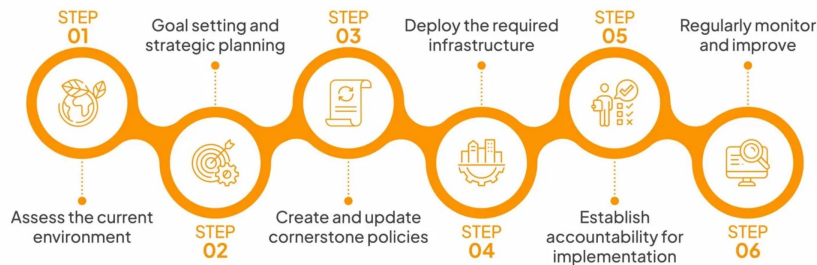 STEP
01
Assess the current
environment
Goal setting and
strategic planning
STEP
02
STEP
03
Create and update
cornerstone policies
Deploy the required
infrastructure
STEP
04
STEP
05
Establish
accountability for
implementation
Regularly monitor
and improve
STEP
06